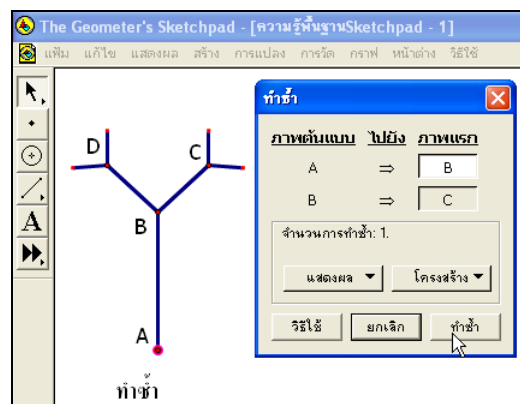 The Geometer's Sketchpad - [ความรู้พื้นฐานSketchpad - 1]
แฟ้ม แก้ไข แสดงผล สร้าง การแปลง การวัด กราฟ หน้าต่าง วิธีใช้
ทำซ้ำ
ภาพต้นแบบ ไปยัง ภาพแรก
A ⇒ B
B ⇒ C
จำนวนการทำซ้ำ: 1.
แสดงผล โครงสร้าง
วิธีใช้ ยกเลิก ทำซ้ำ
D
C
B
A
A
ทำซ้ำ